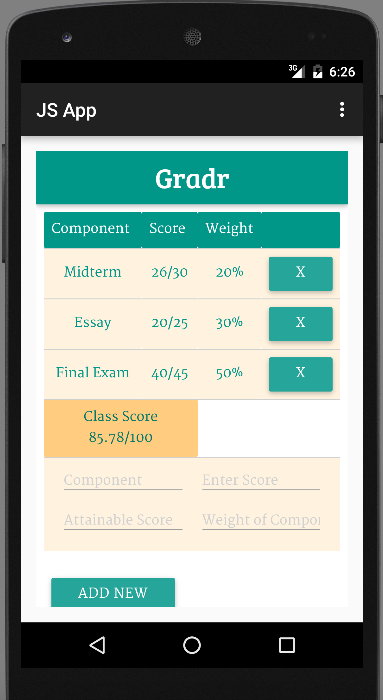 3G 6:26
JS App
Gradr
Component Score Weight
Midterm 26/30 20% X
Essay 20/25 30% X
Final Exam 40/45 50% X
Class Score
85.78/100
Component Enter Score
Attainable Score Weight of Compo
ADD NEW